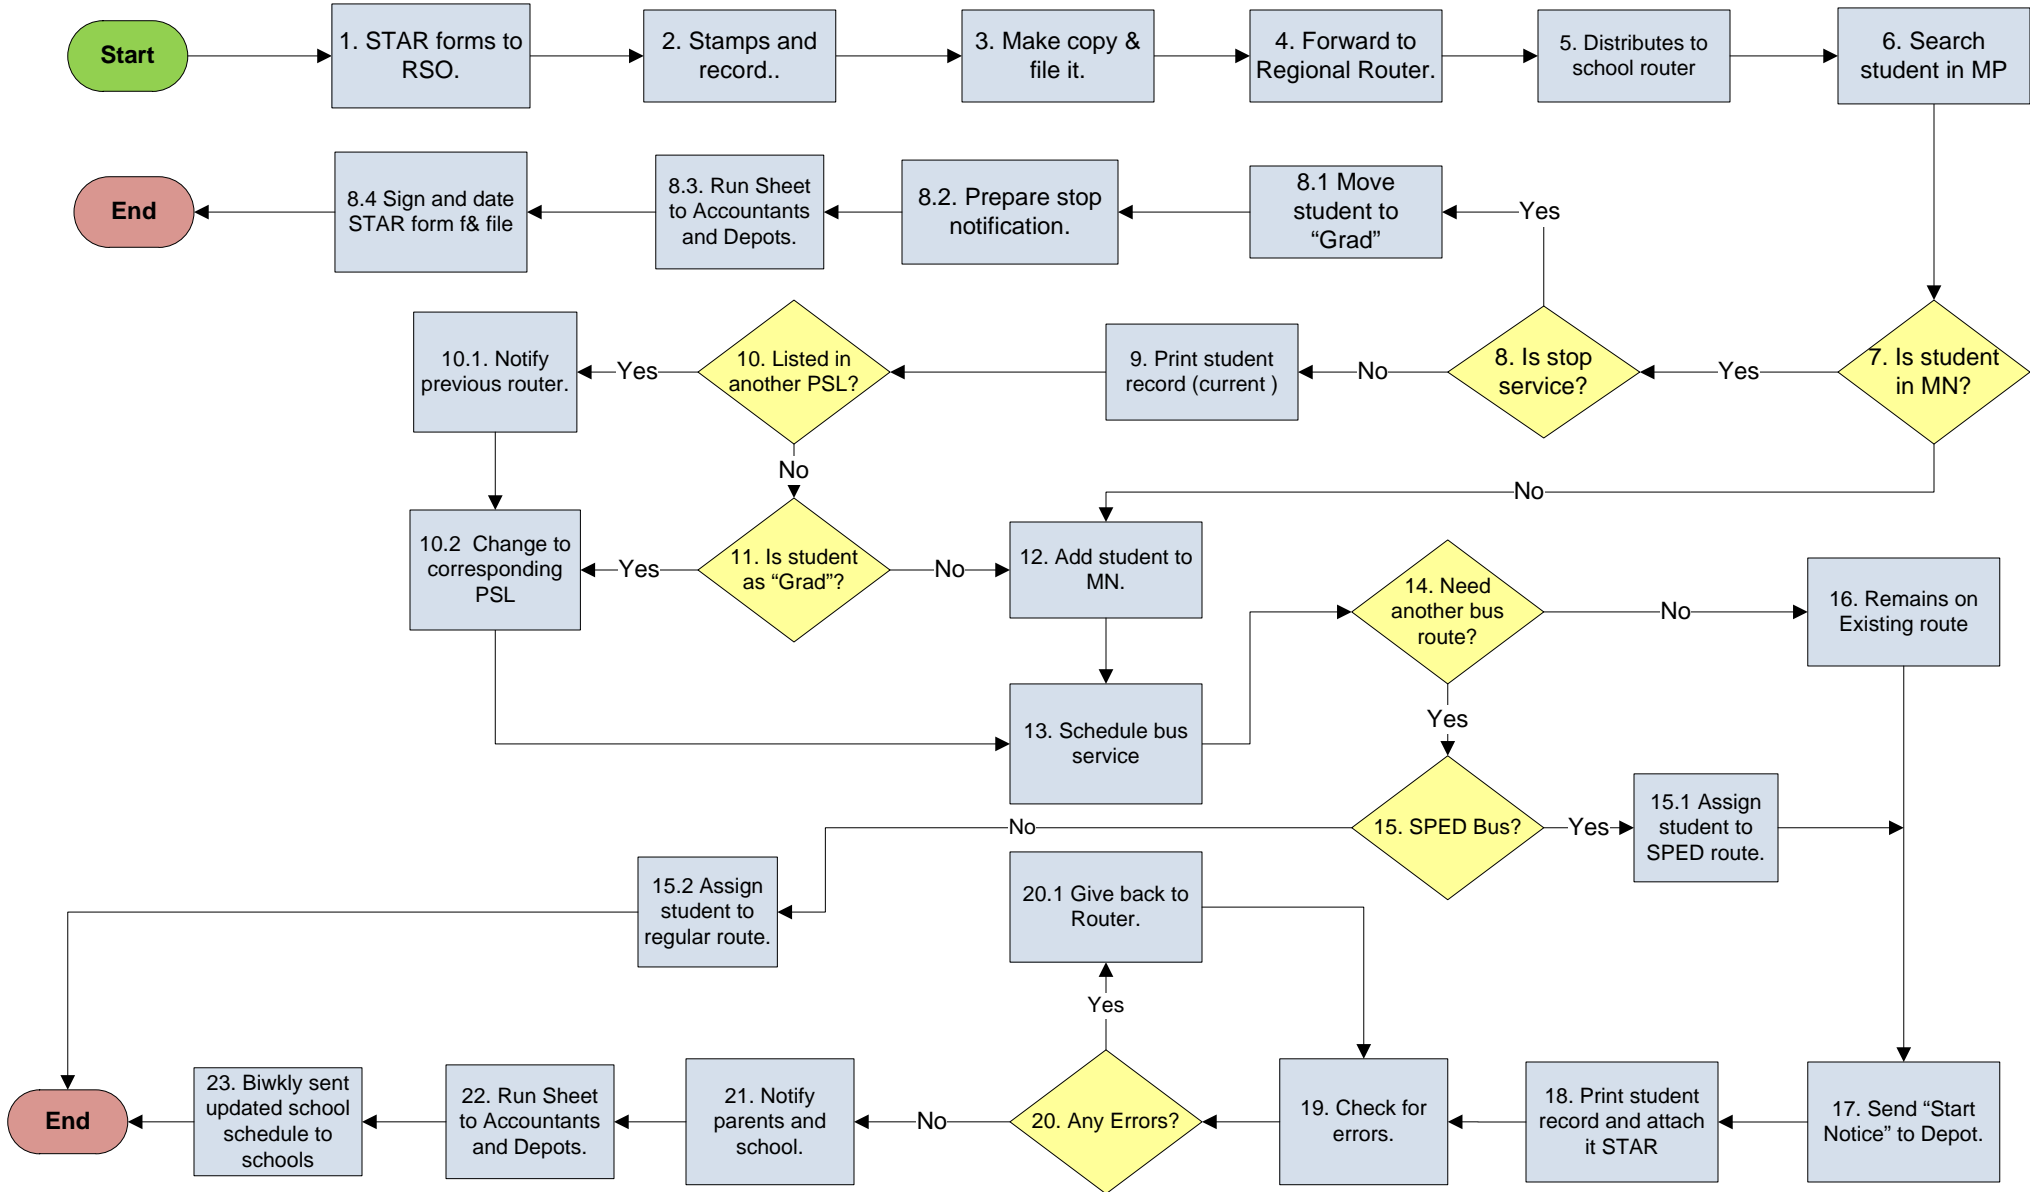 Start
1. STAR forms to
RSO.
2. Stamps and
record..
3. Make copy &
file it.
4. Forward to
Regional Router.
5. Distributes to
school router
6. Search
student in MP
End
8.4 Sign and date
STAR form f& file
8.3. Run Sheet
to Accountants
and Depots.
8.2. Prepare stop
notification.
8.1 Move
student to
“Grad”
Yes
10.1. Notify
previous router.
Yes
10. Listed in
another PSL?
9. Print student
record (current )
No
8. Is stop
service?
Yes
7. Is student
in MN?
No
No
10.2 Change to
corresponding
PSL
Yes
11. Is student
as “Grad”?
No
12. Add student to
MN.
14. Need
another bus
route?
No
16. Remains on
Existing route
13. Schedule bus
service
Yes
No
15. SPED Bus?
Yes
15.1 Assign
student to
SPED route.
15.2 Assign
student to
regular route.
20.1 Give back to
Router.
Yes
End
23. Biwkly sent
updated school
schedule to
schools
22. Run Sheet
to Accountants
and Depots.
21. Notify
parents and
school.
No
20. Any Errors?
19. Check for
errors.
18. Print student
record and attach
it STAR
17. Send “Start
Notice” to Depot.